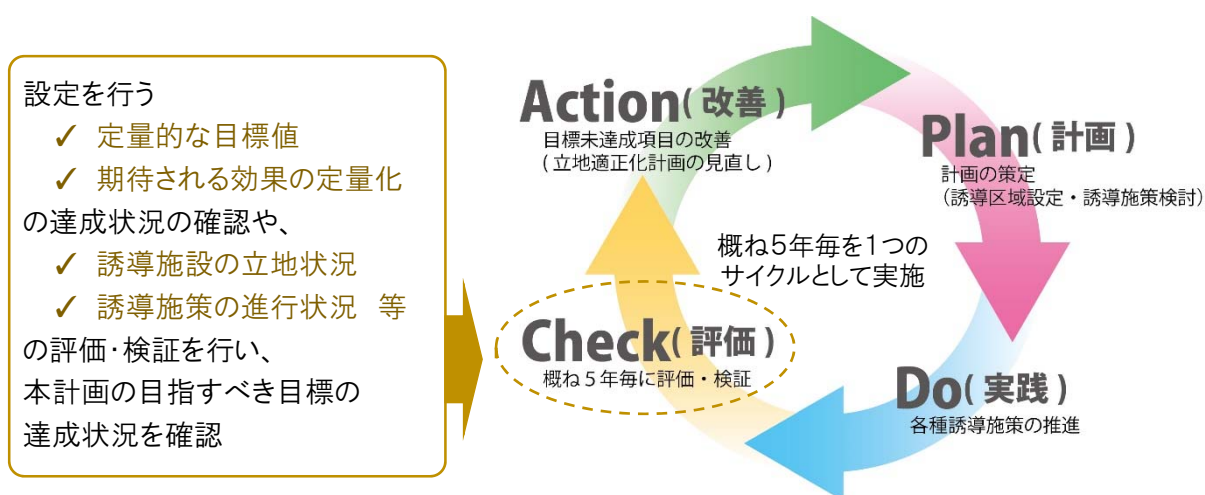 設定を行う
✓ 定量的な目標値
✓ 期待される効果の定量化
の達成状況の確認や、
✓ 誘導施設の立地状況
✓ 誘導施策の進行状況 等
の評価・検証を行い、
本計画の目指すべき目標の
達成状況を確認
Action(改善)
目標未達成項目の改善
(立地適正化計画の見直し)
Plan(計画)
計画の策定
(誘導区域設定・誘導施策検討)
概ね5年毎を1つの
サイクルとして実施
Check(評価)
概ね5年毎に評価・検証
Do(実践)
各種誘導施策の推進